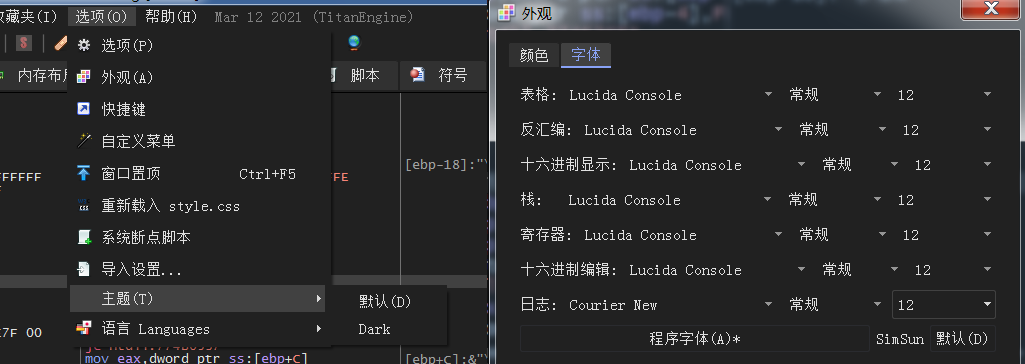 收藏夹(I) 选项(O) 帮助(H) Mar 12 2021 (TitanEngine)
选项(P)
内存布局
外观(A)
脚本
符号
快捷键
自定义菜单
窗口置顶 Ctrl+F5
FFFFFF
FFE
[ebp-18]:"\
F
重新载入 style.css
系统断点脚本
导入设置...
主题(T)
默认(D)
Dark
7F 00
语言 Languages
mov eax,dword ptr ss:[ebp+C]
[ebp+C]:&"
外观
颜色 字体
表格: Lucida Console 常规 12
反汇编: Lucida Console 常规 12
十六进制显示: Lucida Console 常规 12
栈: Lucida Console 常规 12
寄存器: Lucida Console 常规 12
十六进制编辑: Lucida Console 常规 12
日志: Courier New 常规 12
程序字体(A)* SimSun 默认(D)